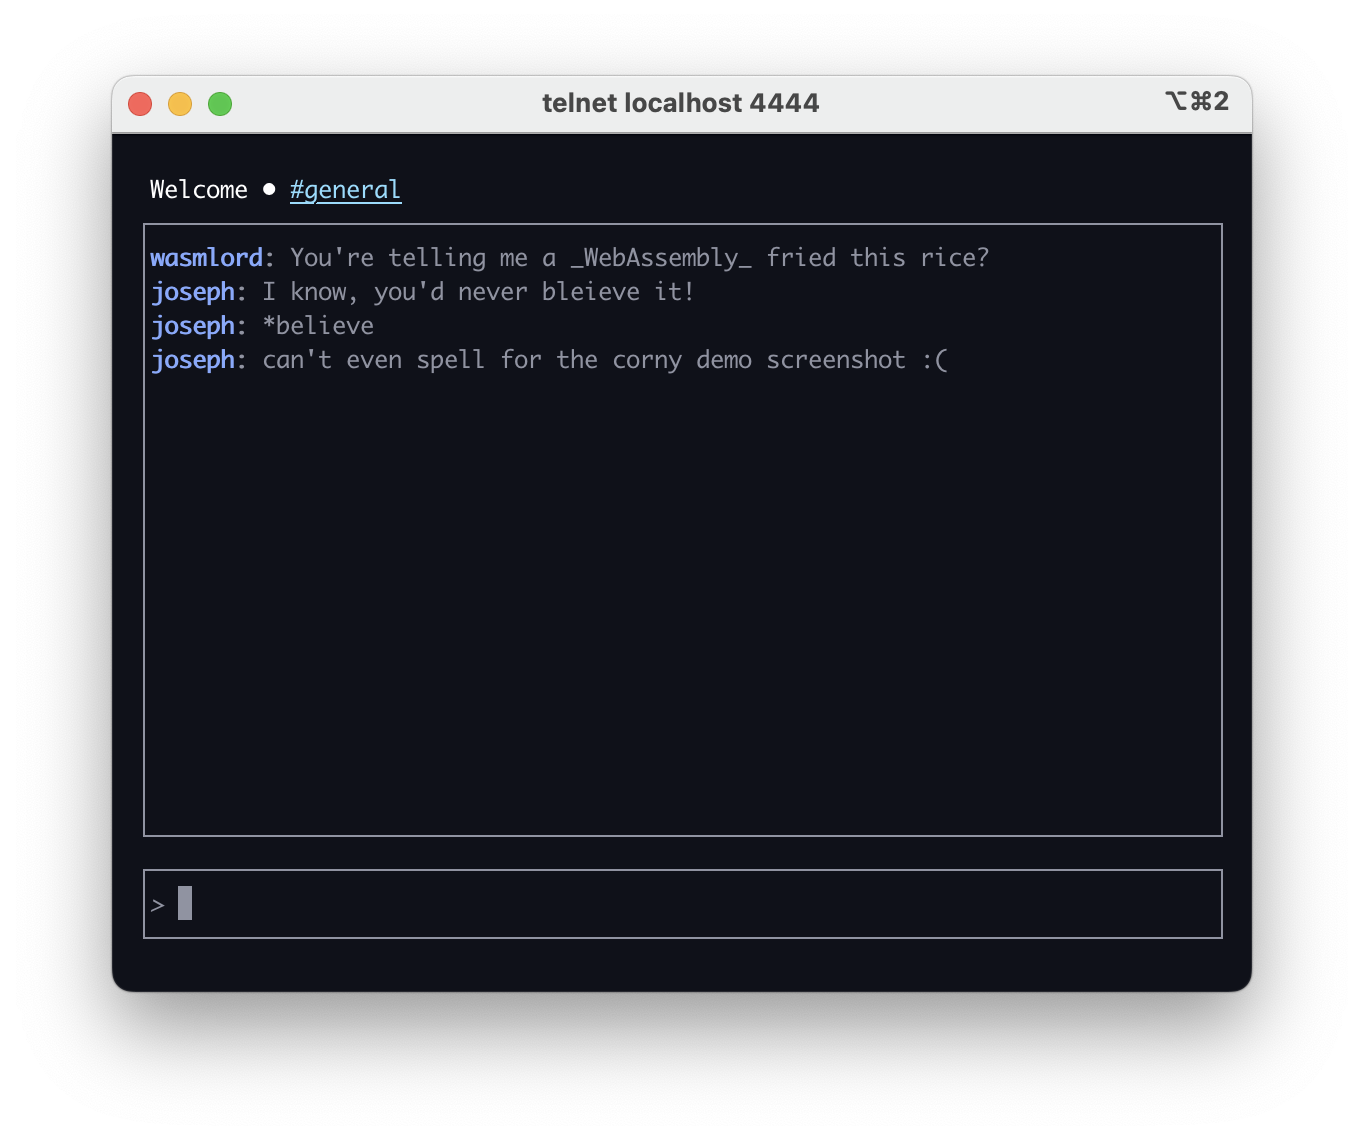 telnet localhost 4444
⌥⌘2
Welcome ● #general
wasmlord: You're telling me a _WebAssembly_ fried this rice?
joseph: I know, you'd never bleieve it!
joseph: *believe
joseph: can't even spell for the corny demo screenshot :(
>